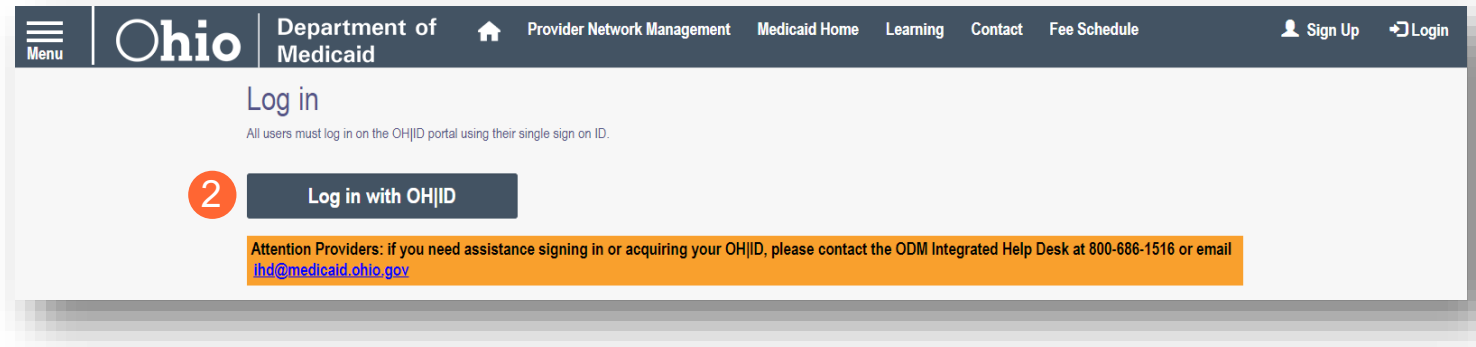 Menu
Ohio
Department of
Medicaid
Provider Network Management Medicaid Home Learning Contact Fee Schedule Sign Up Login
Log in
All users must log in on the OH|ID portal using their single sign on ID.
2
Log in with OH|ID
Attention Providers: if you need assistance signing in or acquiring your OH|ID, please contact the ODM Integrated Help Desk at 800-686-1516 or email
ihd@medicaid.ohio.gov